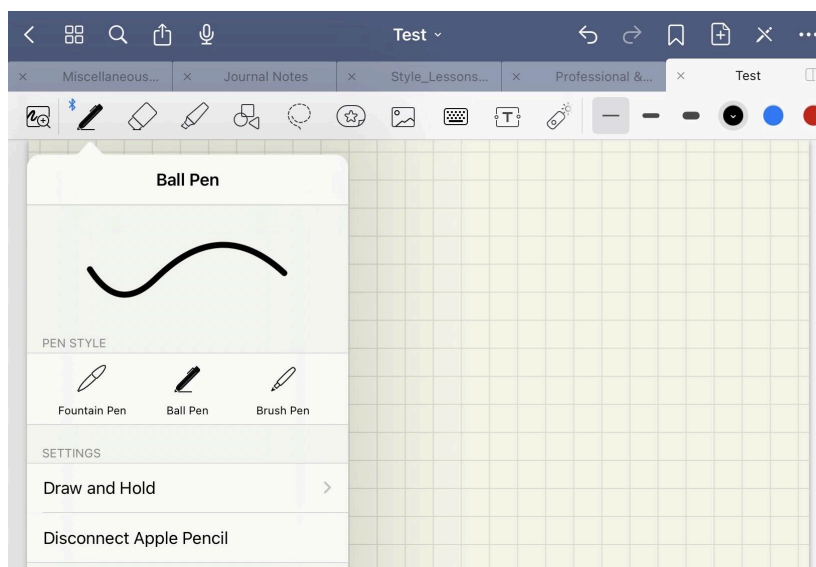 Test
Miscellaneous... Journal Notes Style_Lessons... Professional &... Test
T
Ball Pen
PEN STYLE
Fountain Pen Ball Pen Brush Pen
SETTINGS
Draw and Hold
Disconnect Apple Pencil